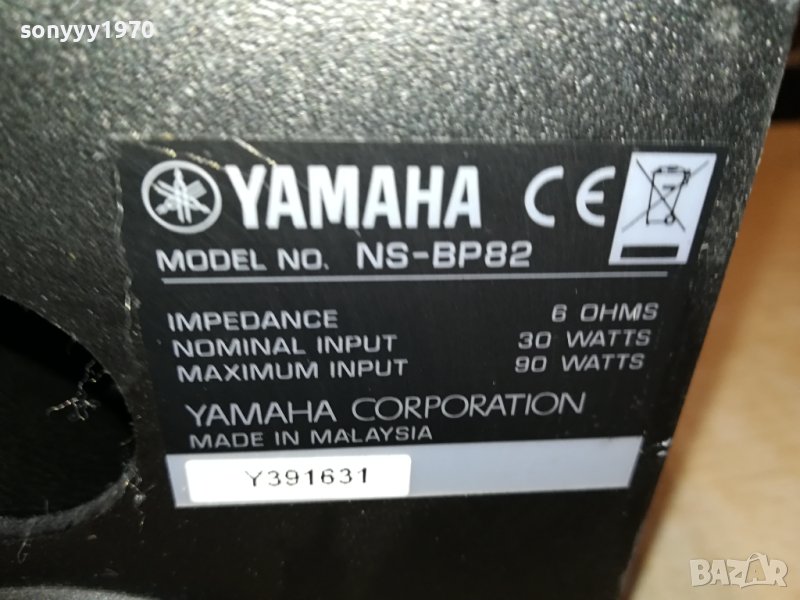 sonyyy1970
YAMAHA CE
MODEL NO. NS-BP82
IMPEDANCE 6 OHMS
NOMINAL INPUT 30 WATTS
MAXIMUM INPUT 90 WATTS
YAMAHA CORPORATION
MADE IN MALAYSIA
Y391631
BAZAR